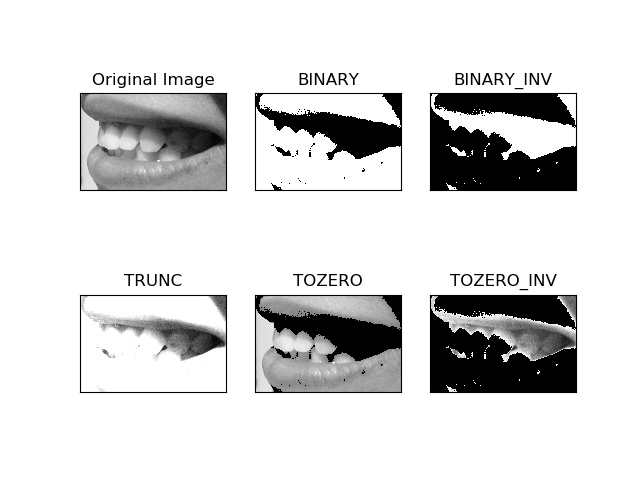 Original Image
BINARY
BINARY_INV
TRUNC
TOZERO
TOZERO_INV